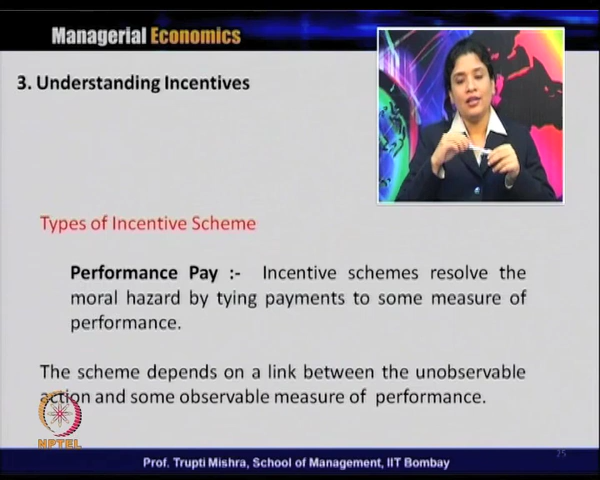 Managerial Economics
3. Understanding Incentives
Types of Incentive Scheme
Performance Pay :- Incentive schemes resolve the
moral hazard by tying payments to some measure of
performance.
The scheme depends on a link between the unobservable
action and some observable measure of performance.
NPTEL
Prof. Trupti Mishra, School of Management, IIT Bombay
25